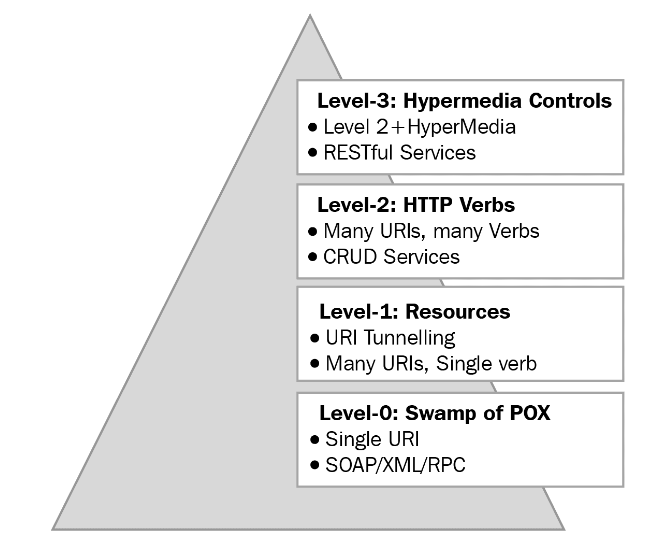 Level-3: Hypermedia Controls
• Level 2+HyperMedia
• RESTful Services
Level-2: HTTP Verbs
• Many URIs, many Verbs
• CRUD Services
Level-1: Resources
• URI Tunnelling
• Many URIs, Single verb
Level-0: Swamp of POX
• Single URI
• SOAP/XML/RPC